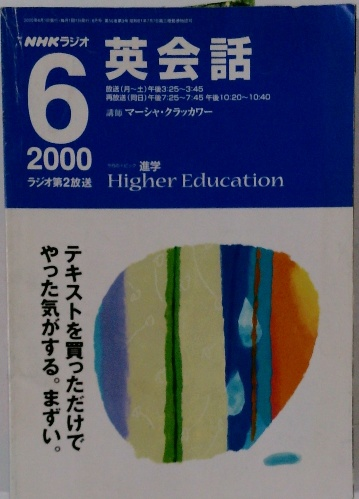 NHKラジオ
英会話
6
2000
ラジオ第2放送
放送(月~土)午後3:25~3:45
再放送(同日)午後7:25~7:45 午後10:20~10:40
講師 マーシャ・クラッカワー
進学
Higher Education
テキストを買っただけで
やった気がする。まずい。